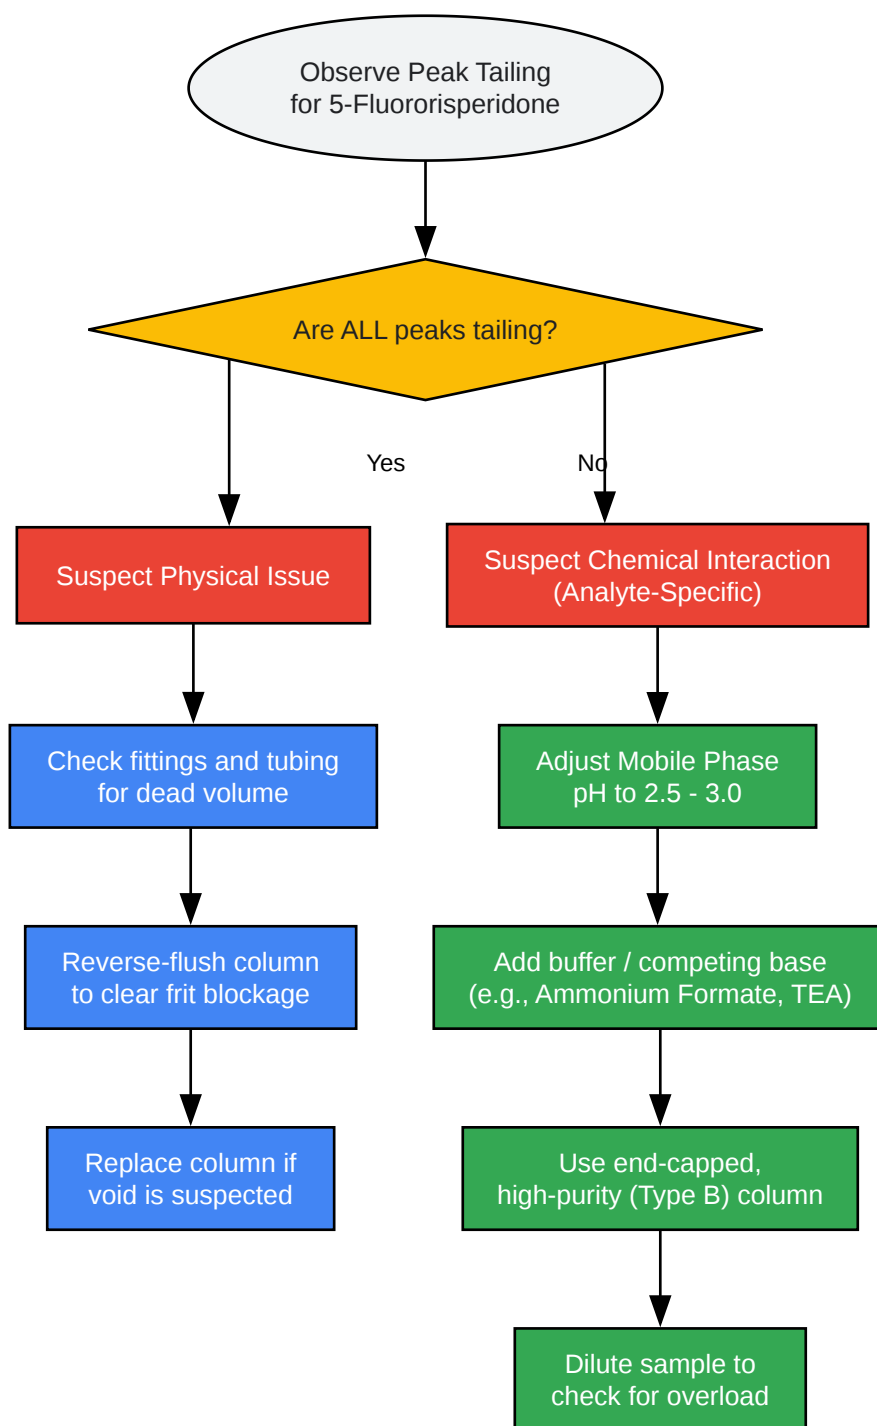 Observe Peak Tailing
for 5-Fluororisperidone
Are ALL peaks tailing?
Yes
No
Suspect Physical Issue
Suspect Chemical Interaction
(Analyte-Specific)
Check fittings and tubing
for dead volume
Adjust Mobile Phase
pH to 2.5 - 3.0
Reverse-flush column
to clear frit blockage
Add buffer / competing base
(e.g., Ammonium Formate, TEA)
Replace column if
void is suspected
Use end-capped,
high-purity (Type B) column
Dilute sample to
check for overload